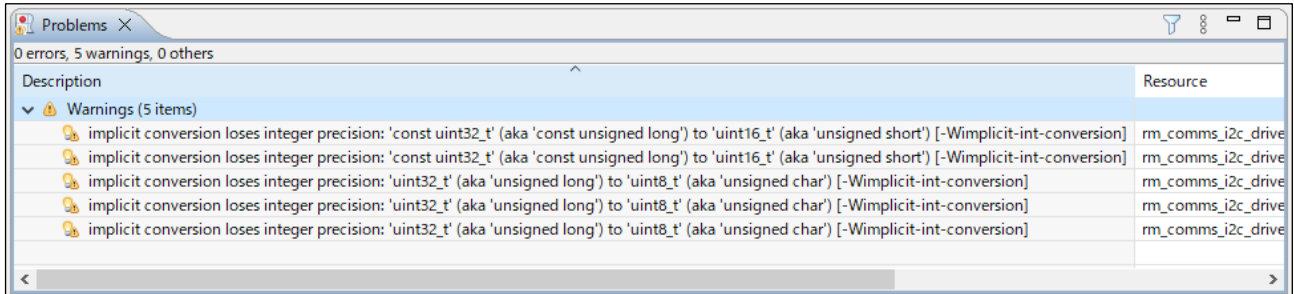 Problems
0 errors, 5 warnings, 0 others
Description Resource
Warnings (5 items)
implicit conversion loses integer precision: 'const uint32_t' (aka 'const unsigned long') to 'uint16_t' (aka 'unsigned short') [-Wimplicit-int-conversion] rm_comms_i2c_drive
implicit conversion loses integer precision: 'const uint32_t' (aka 'const unsigned long') to 'uint16_t' (aka 'unsigned short') [-Wimplicit-int-conversion] rm_comms_i2c_drive
implicit conversion loses integer precision: 'uint32_t' (aka 'unsigned long') to 'uint8_t' (aka 'unsigned char') [-Wimplicit-int-conversion] rm_comms_i2c_drive
implicit conversion loses integer precision: 'uint32_t' (aka 'unsigned long') to 'uint8_t' (aka 'unsigned char') [-Wimplicit-int-conversion] rm_comms_i2c_drive
implicit conversion loses integer precision: 'uint32_t' (aka 'unsigned long') to 'uint8_t' (aka 'unsigned char') [-Wimplicit-int-conversion] rm_comms_i2c_drive